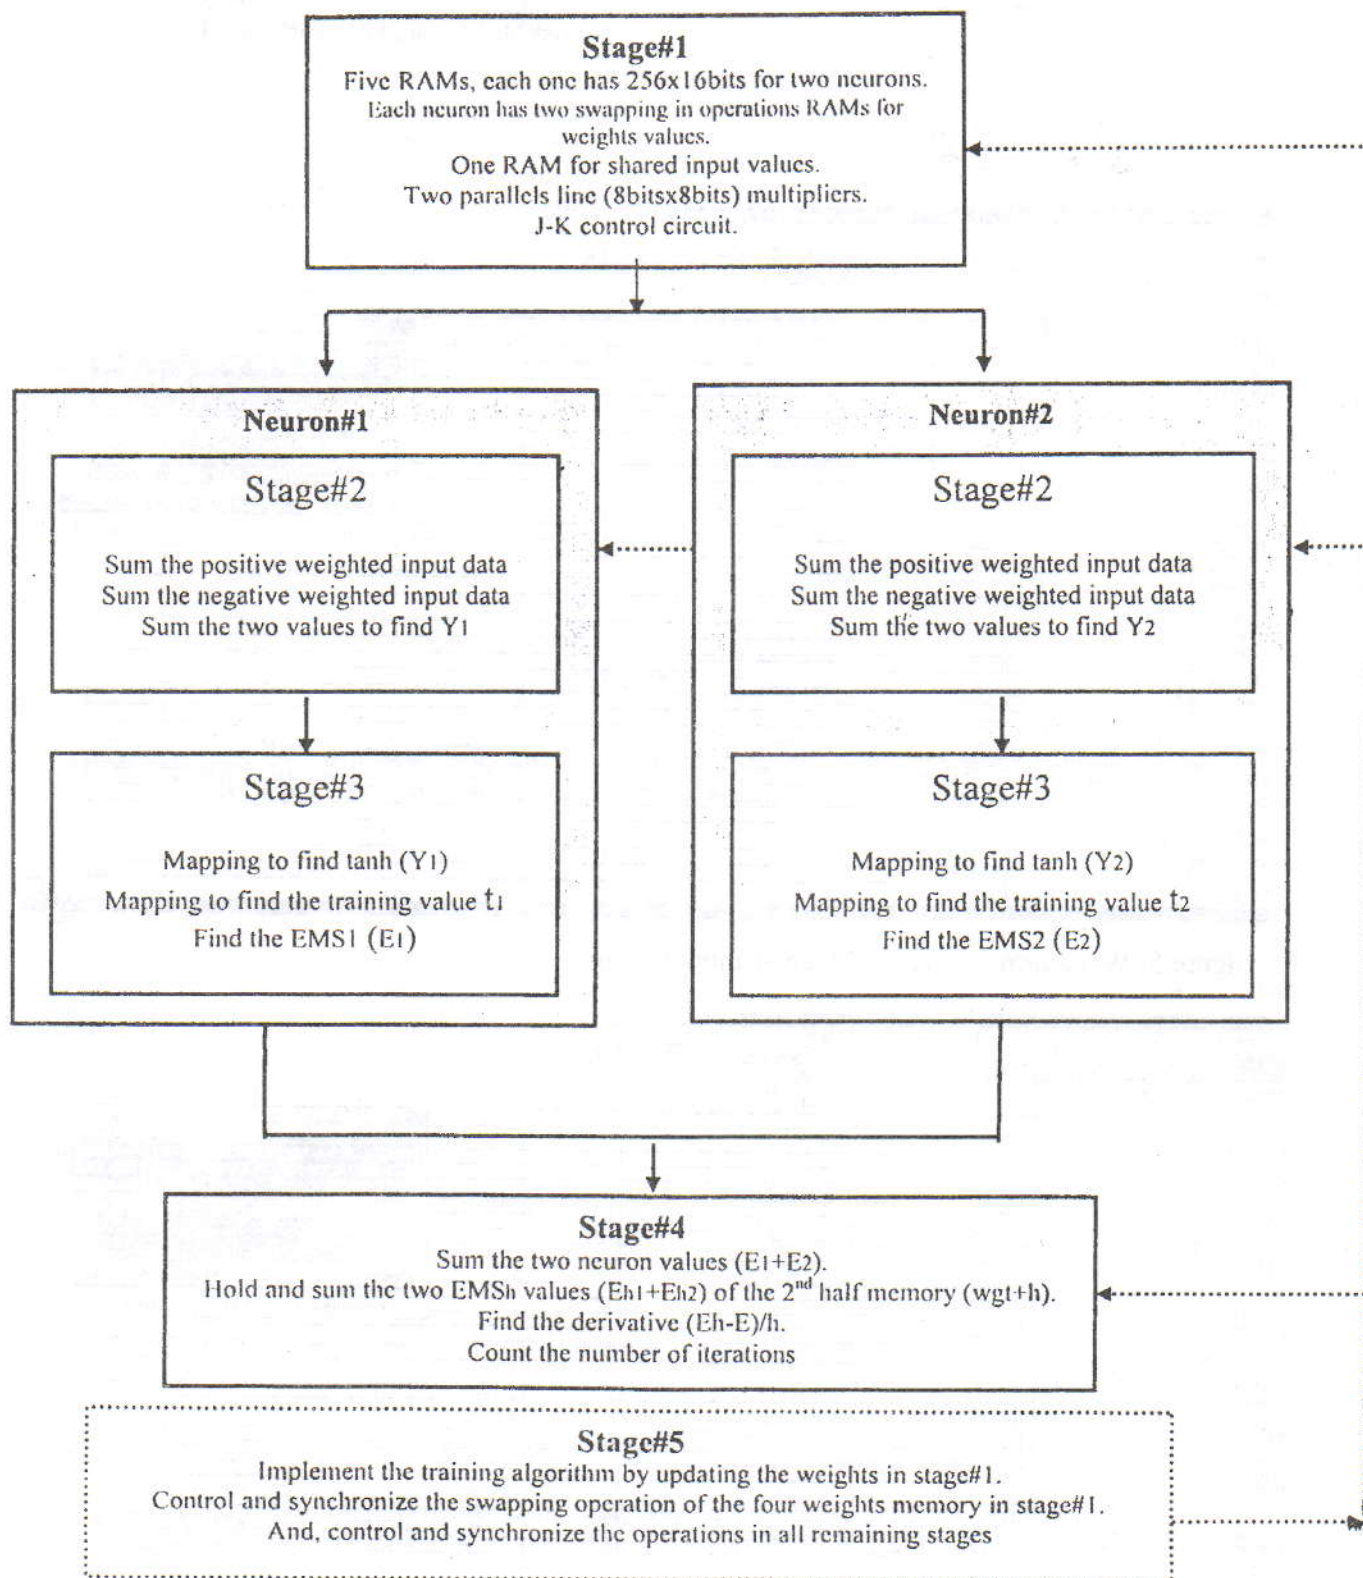 Stage#1
Five RAMs, each one has 256x16bits for two neurons.
Each neuron has two swapping in operations RAMs for
weights values.
One RAM for shared input values.
Two parallels line (8bitsx8bits) multipliers.
J-K control circuit.
Neuron#1
Stage#2
Sum the positive weighted input data
Sum the negative weighted input data
Sum the two values to find Y1
Stage#3
Mapping to find tanh (Y1)
Mapping to find the training value t1
Find the EMS1 (E1)
Neuron#2
Stage#2
Sum the positive weighted input data
Sum the negative weighted input data
Sum the two values to find Y2
Stage#3
Mapping to find tanh (Y2)
Mapping to find the training value t2
Find the EMS2 (E2)
Stage#4
Sum the two neuron values (E1+E2).
Hold and sum the two EMSh values (Eh1+Eh2) of the 2nd half memory (wgt+h).
Find the derivative (Eh-E)/h.
Count the number of iterations
Stage#5
Implement the training algorithm by updating the weights in stage#1.
Control and synchronize the swapping operation of the four weights memory in stage#1.
And, control and synchronize the operations in all remaining stages